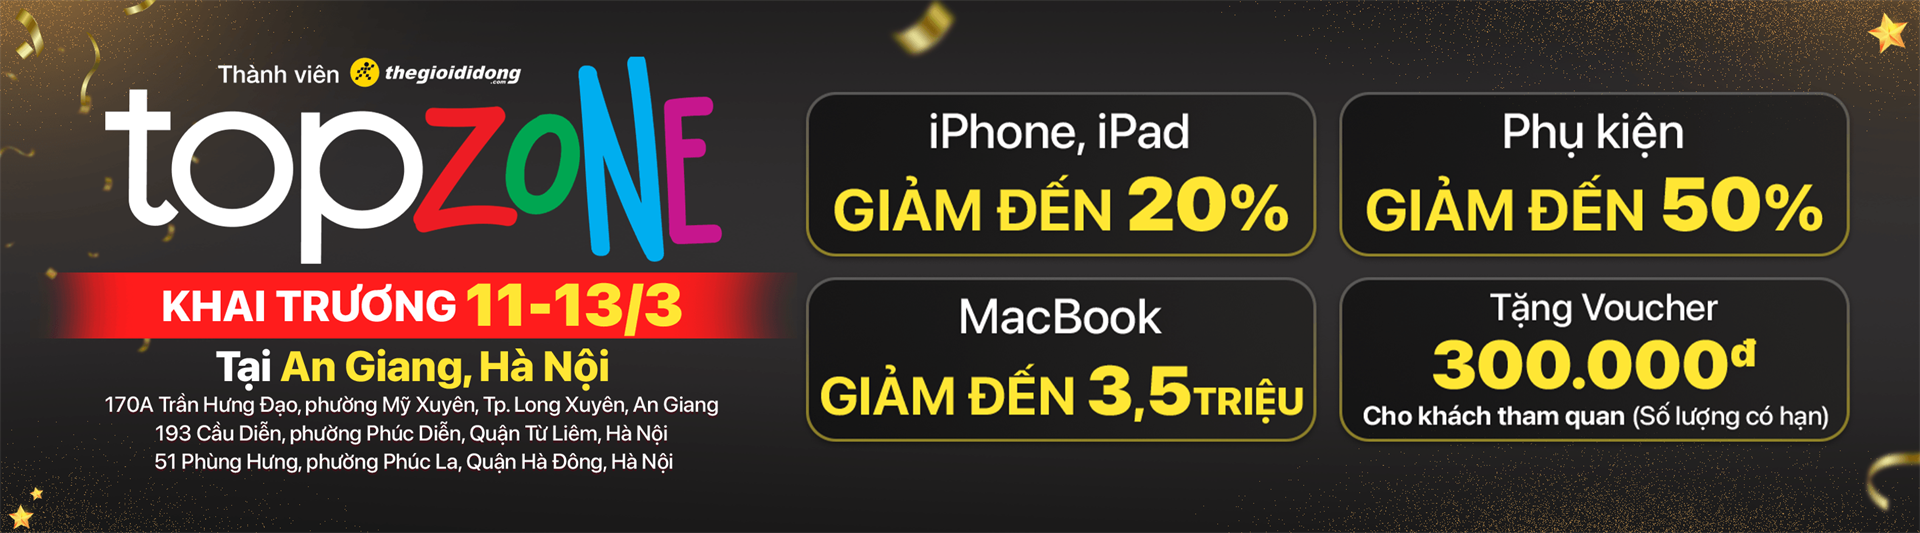 Thành viên thegioididong.com
topzone
KHAI TRƯƠNG 11-13/3
Tại An Giang, Hà Nội
170A Trần Hưng Đạo, phường Mỹ Xuyên, Tp. Long Xuyên, An Giang
193 Cầu Diễn, phường Phúc Diễn, Quận Từ Liêm, Hà Nội
51 Phùng Hưng, phường Phúc La, Quận Hà Đông, Hà Nội
iPhone, iPad
GIẢM ĐẾN 20%
Phụ kiện
GIẢM ĐẾN 50%
MacBook
GIẢM ĐẾN 3,5 TRIỆU
Tặng Voucher
300.000đ
Cho khách tham quan (Số lượng có hạn)